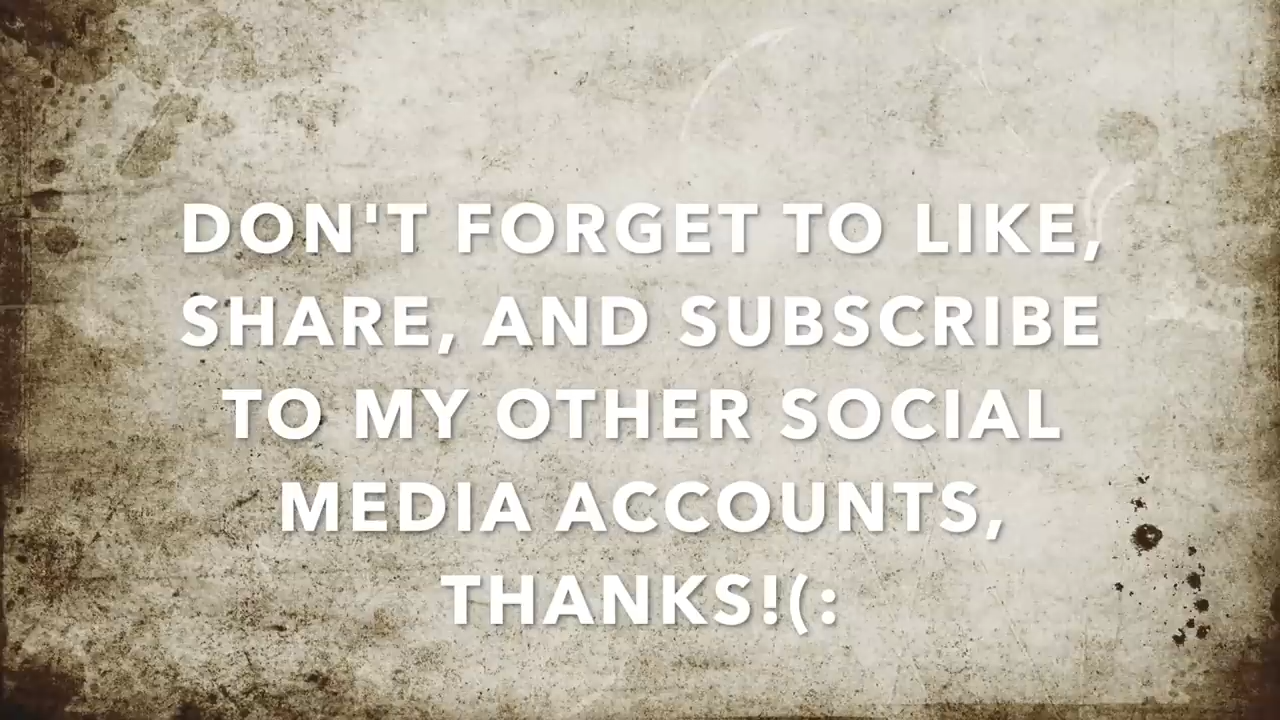 DON'T FORGET TO LIKE,
SHARE, AND SUBSCRIBE
TO MY OTHER SOCIAL
MEDIA ACCOUNTS,
THANKS!(: